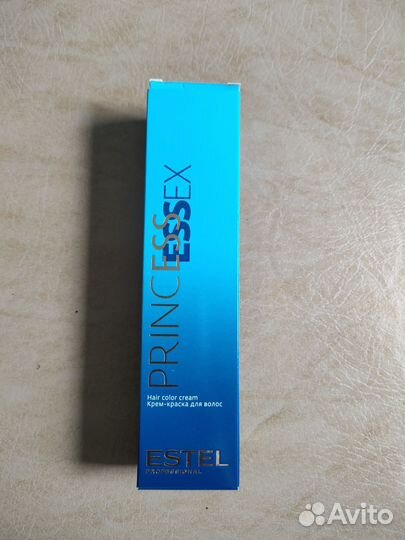 PRINCESS
ESSEX
Hair color cream
Крем-краска для волос
ESTEL
PROFESSIONAL
Avito